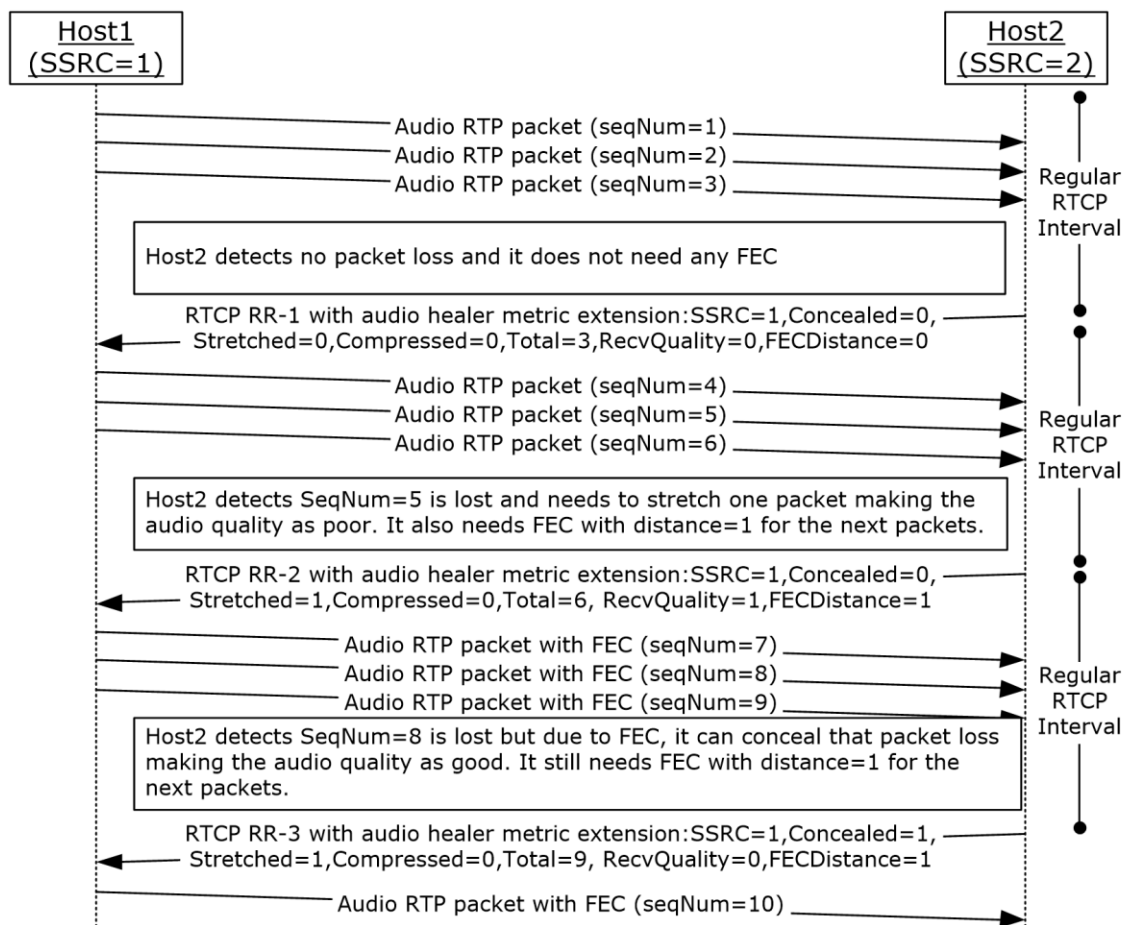 Host1
(SSRC=1)
Host2
(SSRC=2)
Audio RTP packet (seqNum=1)
Audio RTP packet (seqNum=2)
Audio RTP packet (seqNum=3)
Regular
RTCP
Interval
Host2 detects no packet loss and it does not need any FEC
RTCP RR-1 with audio healer metric extension:SSRC=1,Concealed=0,
Stretched=0,Compressed=0,Total=3,RecvQuality=0,FECDistance=0
Audio RTP packet (seqNum=4)
Audio RTP packet (seqNum=5)
Audio RTP packet (seqNum=6)
Regular
RTCP
Interval
Host2 detects SeqNum=5 is lost and needs to stretch one packet making the
audio quality as poor. It also needs FEC with distance=1 for the next packets.
RTCP RR-2 with audio healer metric extension:SSRC=1,Concealed=0,
Stretched=1,Compressed=0,Total=6, RecvQuality=1,FECDistance=1
Audio RTP packet with FEC (seqNum=7)
Audio RTP packet with FEC (seqNum=8)
Audio RTP packet with FEC (seqNum=9)
Regular
RTCP
Interval
Host2 detects SeqNum=8 is lost but due to FEC, it can conceal that packet loss
making the audio quality as good. It still needs FEC with distance=1 for the
next packets.
RTCP RR-3 with audio healer metric extension:SSRC=1,Concealed=1,
Stretched=1,Compressed=0,Total=9, RecvQuality=0,FECDistance=1
Audio RTP packet with FEC (seqNum=10)